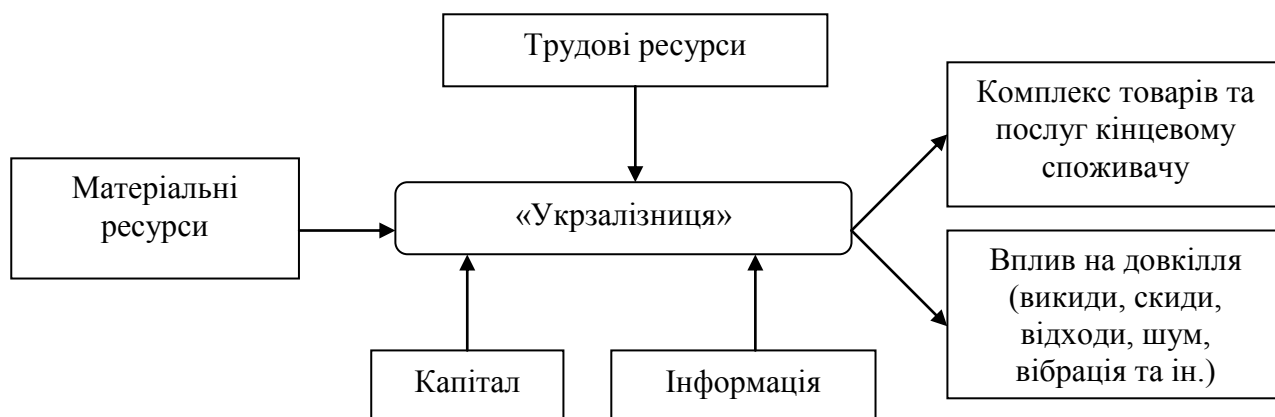 Трудові ресурси
Комплекс товарів та
послуг кінцевому
споживачу
Матеріальні
ресурси
«Укрзалізниця»
Вплив на довкілля
(викиди, скиди,
відходи, шум,
вібрація та ін.)
Капітал
Інформація